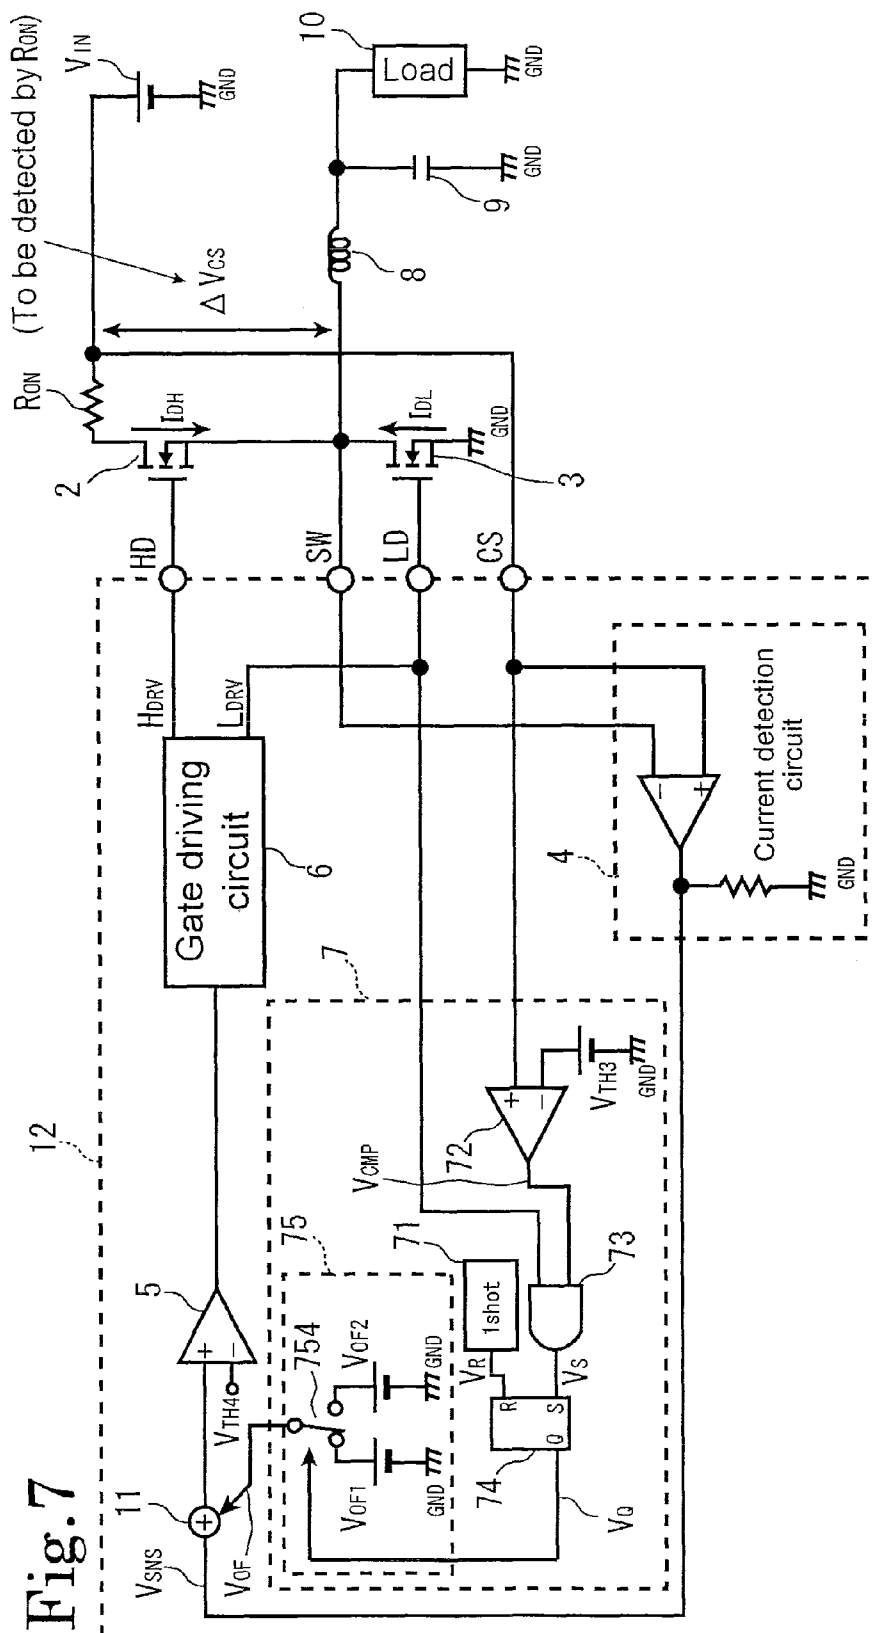 Fig.7
12
VSNS
11
VOF
5
VTH4
+
−
+
Gate driving
circuit
6
HDRV
LDRV
HD
SW
LD
CS
2
RON
(To be detected by RON)
Δ VCS
VIN
GND
IDH
IDL
3
GND
8
9
GND
10
Load
GND
7
75
754
VOF1
VOF2
GND
GND
71
1shot
VR
VS
R
S
Q
74
VQ
73
72
VCMP
+
−
VTH3
GND
4
−
+
Current detection
circuit
GND